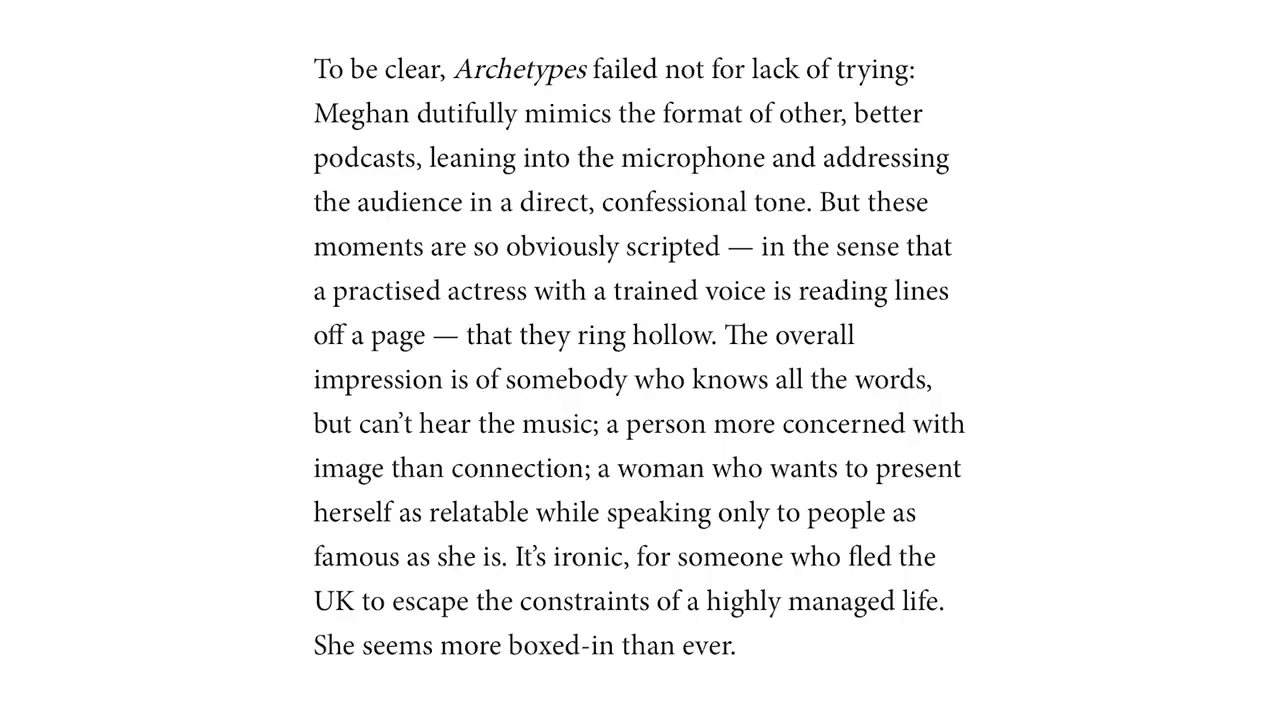 To be clear, Archetypes failed not for lack of trying:
Meghan dutifully mimics the format of other, better
podcasts, leaning into the microphone and addressing
the audience in a direct, confessional tone. But these
moments are so obviously scripted — in the sense that
a practised actress with a trained voice is reading lines
off a page — that they ring hollow. The overall
impression is of somebody who knows all the words,
but can’t hear the music; a person more concerned with
image than connection; a woman who wants to present
herself as relatable while speaking only to people as
famous as she is. It’s ironic, for someone who fled the
UK to escape the constraints of a highly managed life.
She seems more boxed-in than ever.